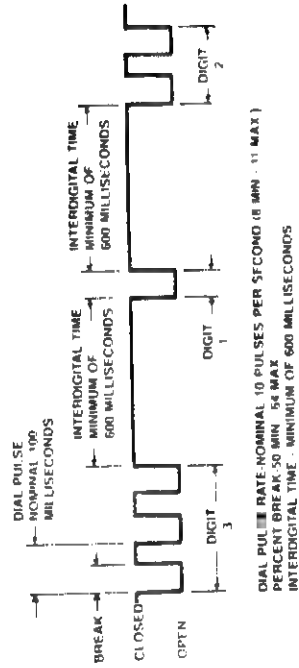 DIAL PULSE
NOMINAL 100
MILLISECONDS
BREAK
CLOSED
OPEN
INTERDIGITAL TIME
MINIMUM OF
600 MILLISECONDS
INTERDIGITAL TIME
MINIMUM OF
600 MILLISECONDS
DIGIT
3
DIGIT
1
DIGIT
2
DIAL RATE-NOMINAL 10 PULSES PER SECOND (8 MIN - 11 MAX)
PERCENT BREAK-50 MIN 54 MAX
INTERDIGITAL TIME - MINIMUM OF 600 MILLISECONDS